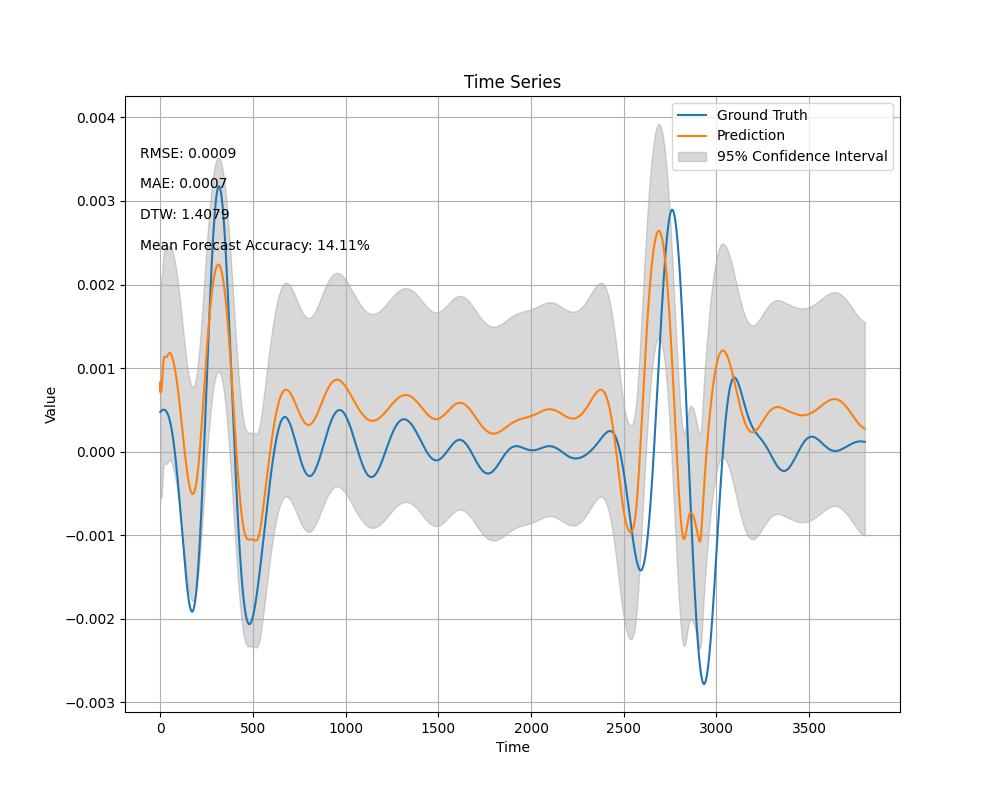 Time Series
Ground Truth
Prediction
95% Confidence Interval
RMSE: 0.0009
MAE: 0.0007
DTW: 1.4079
Mean Forecast Accuracy: 14.11%
0.004
0.003
0.002
0.001
0.000
−0.001
−0.002
−0.003
Value
0 500 1000 1500 2000 2500 3000 3500
Time